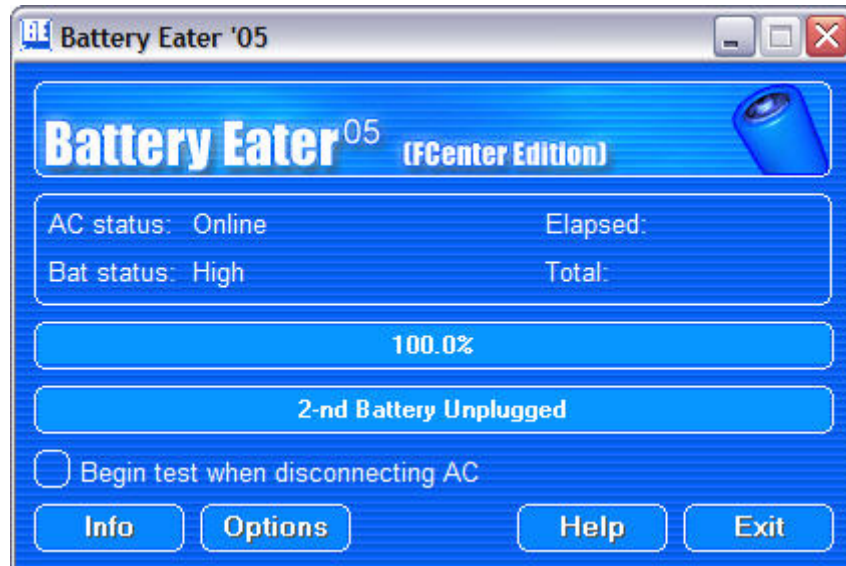 Battery Eater '05
Battery Eater 05 (FCenter Edition)
AC status: Online Elapsed:
Bat status: High Total:
100.0%
2-nd Battery Unplugged
Begin test when disconnecting AC
Info Options Help Exit